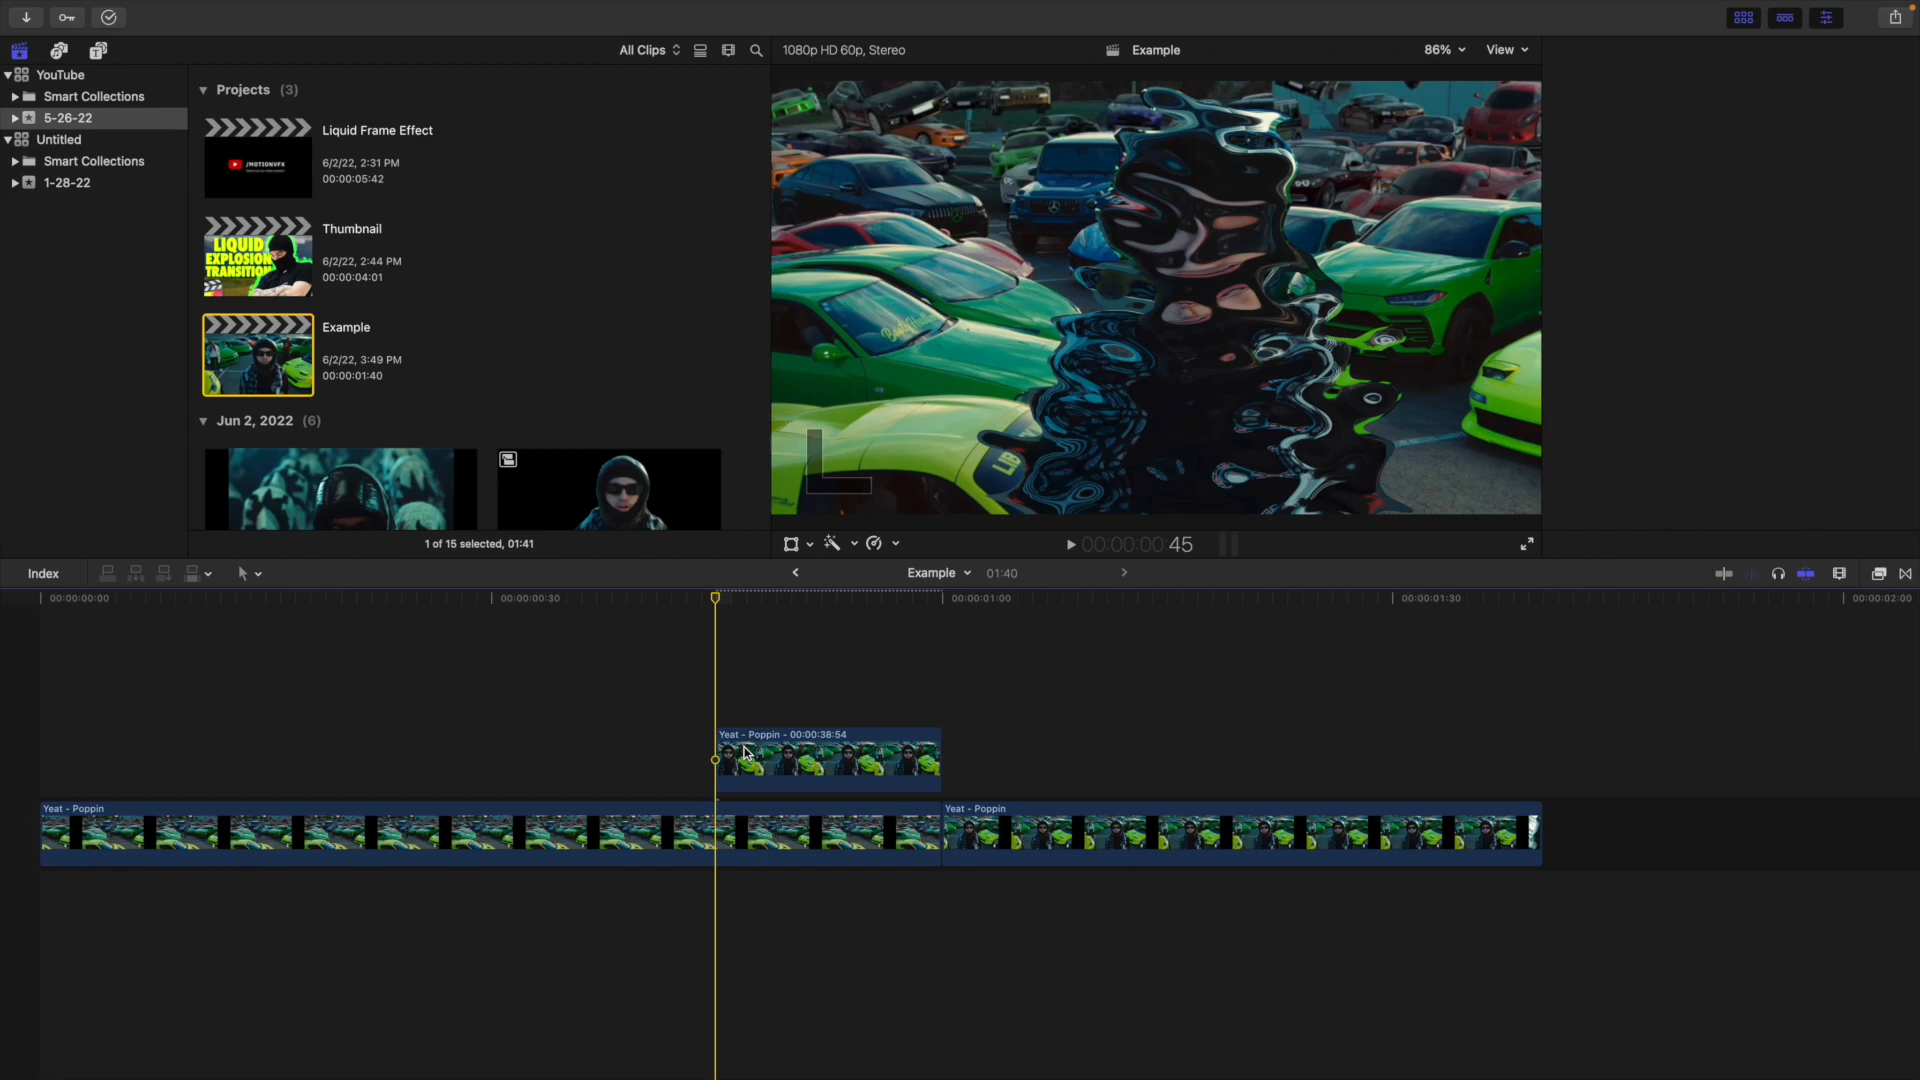 All Clips
1080p HD 60p, Stereo
Example
86%
View
YouTube
Smart Collections
5-26-22
Untitled
Smart Collections
1-28-22
Projects (3)
Liquid Frame Effect
6/2/22, 2:31 PM
00:00:05:42
/MOTIONVFX
Thumbnail
6/2/22, 2:44 PM
00:00:04:01
LIQUID
EXPLOSION
TRANSITION
Example
6/2/22, 3:49 PM
00:00:01:40
Jun 2, 2022 (6)
1 of 15 selected, 01:41
LIB
00:00:00:45
Index
Example
01:40
00:00:00:00
00:00:00:30
00:00:01:00
00:00:01:30
00:00:02:00
Yeat - Poppin - 00:00:38:54
Yeat - Poppin
Yeat - Poppin